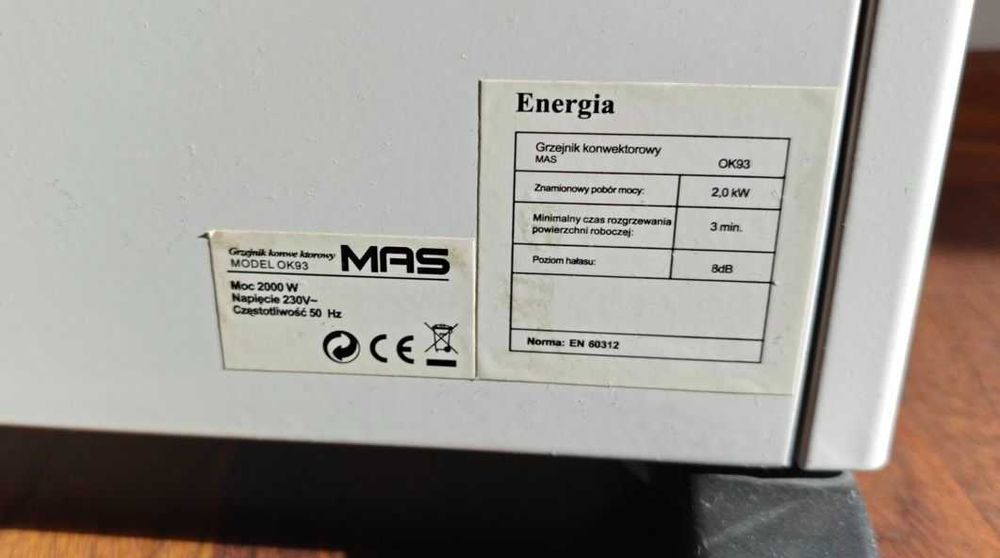 Grzejnik konwe ktorowy
MODEL OK93
MAS
Moc 2000 W
Napięcie 230V~
Częstotliwość 50 Hz
CE
Energia
Grzejnik konwektorowy
MAS OK93
Znamionowy pobór mocy: 2,0 kW
Minimalny czas rozgrzewania
powierzchni roboczej: 3 min.
Poziom hałasu: 8dB
Norma: EN 60312